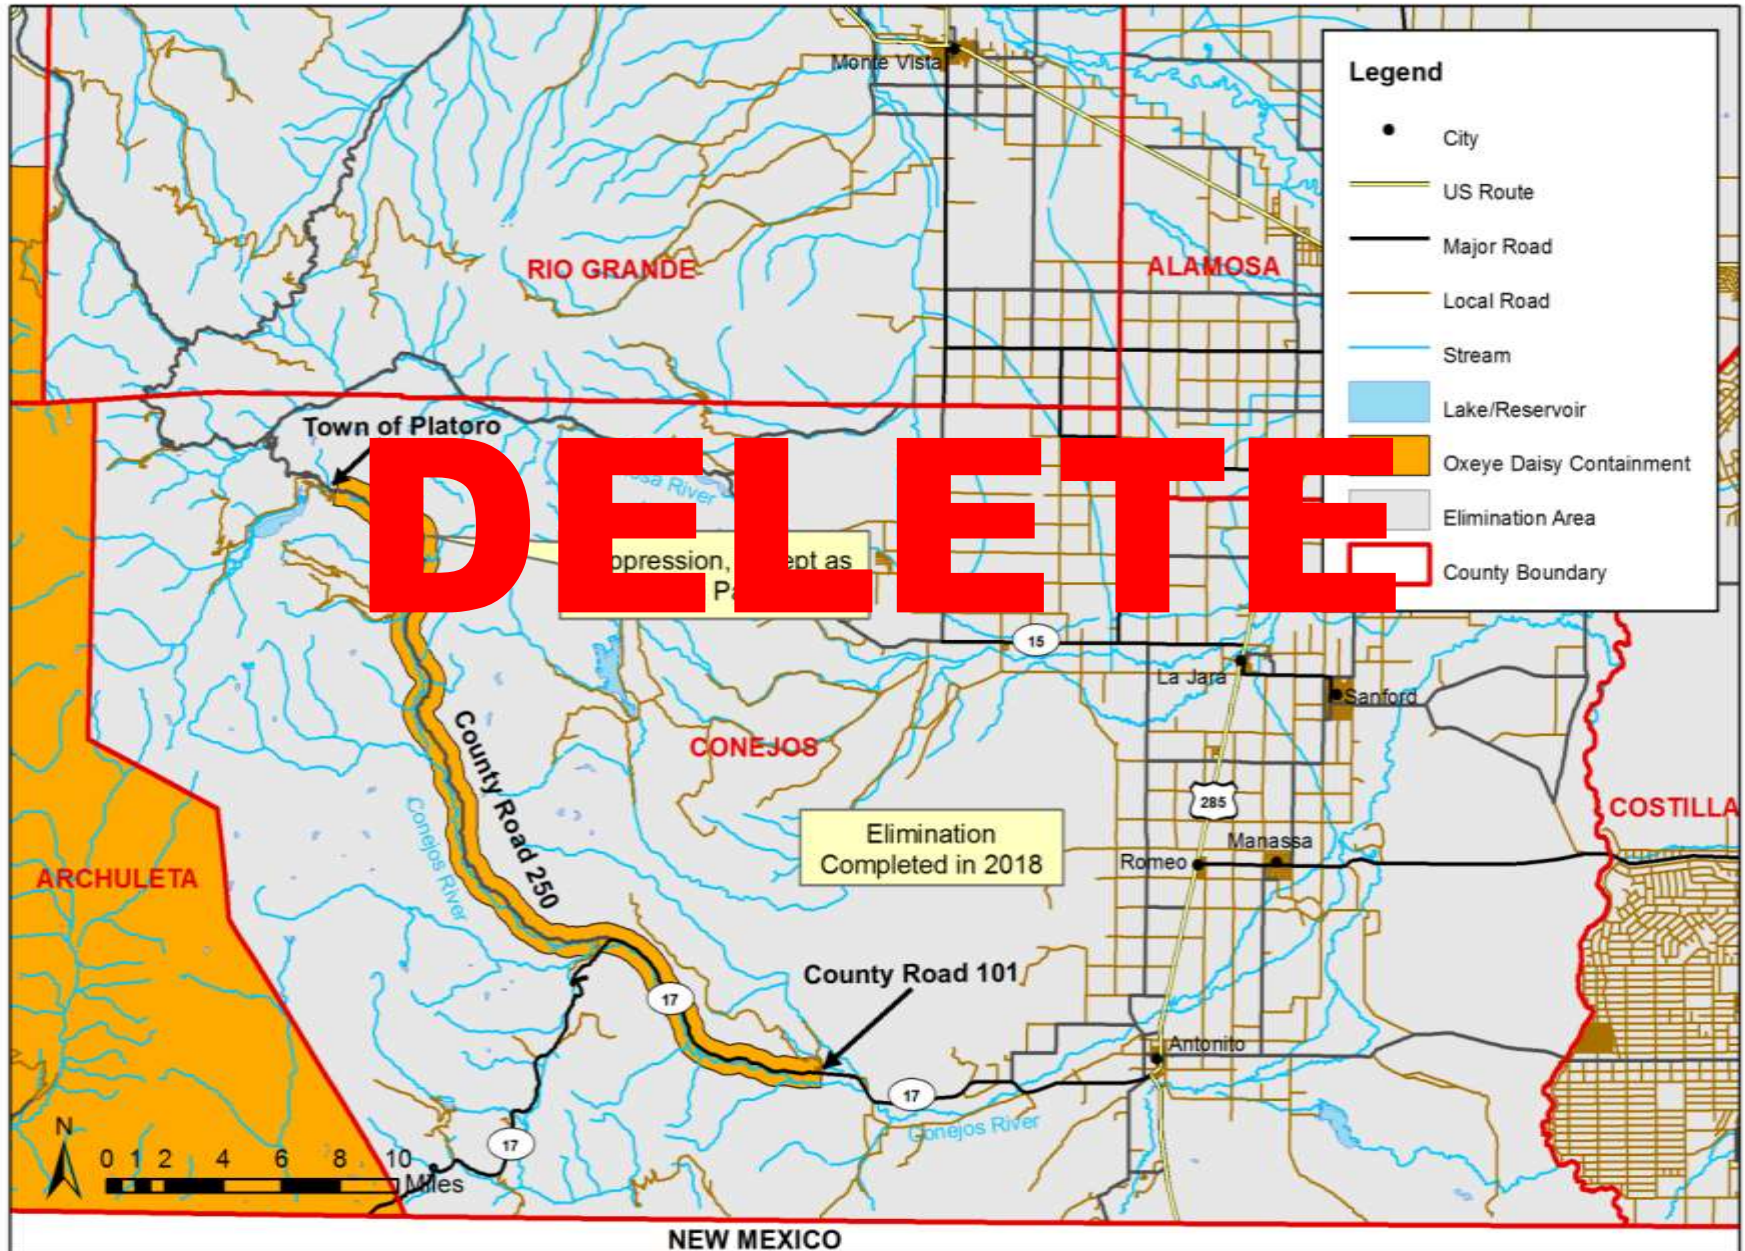 Monte Vista
Legend
City
US Route
Major Road
Local Road
Stream
Lake/Reservoir
Oxeye Daisy Containment
Elimination Area
County Boundary
RIO GRANDE
ALAMOSA
Town of Platoro
DELETE
River
as
15
La Jara
Sanford
County Road 250
CONEJOS
285
COSTILLA
Conejos River
Elimination
Completed in 2018
Manassa
Romeo
ARCHULETA
County Road 101
17
Antonito
17
Conejos River
17
N
0 1 2 4 6 8 10
Miles
NEW MEXICO